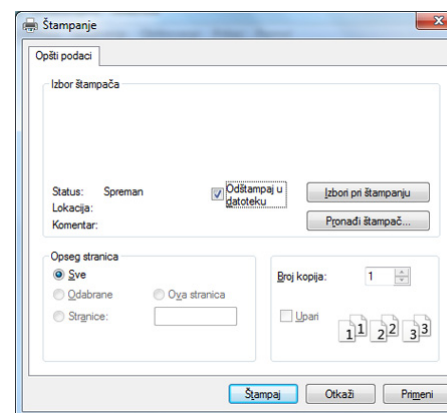 Štampanje
Opšti podaci
Izbor štampača
Status: Spreman
Lokacija:
Komentar:
Odštampaj u
datoteku
Izbori pri štampanju
Pronađi štampač...
Opseg stranica
Sve
Odabrane
Ova stranica
Stranice:
Broj kopija: 1
Upari
1 1 2 2 3 3
Štampaj
Otkaži
Primeni